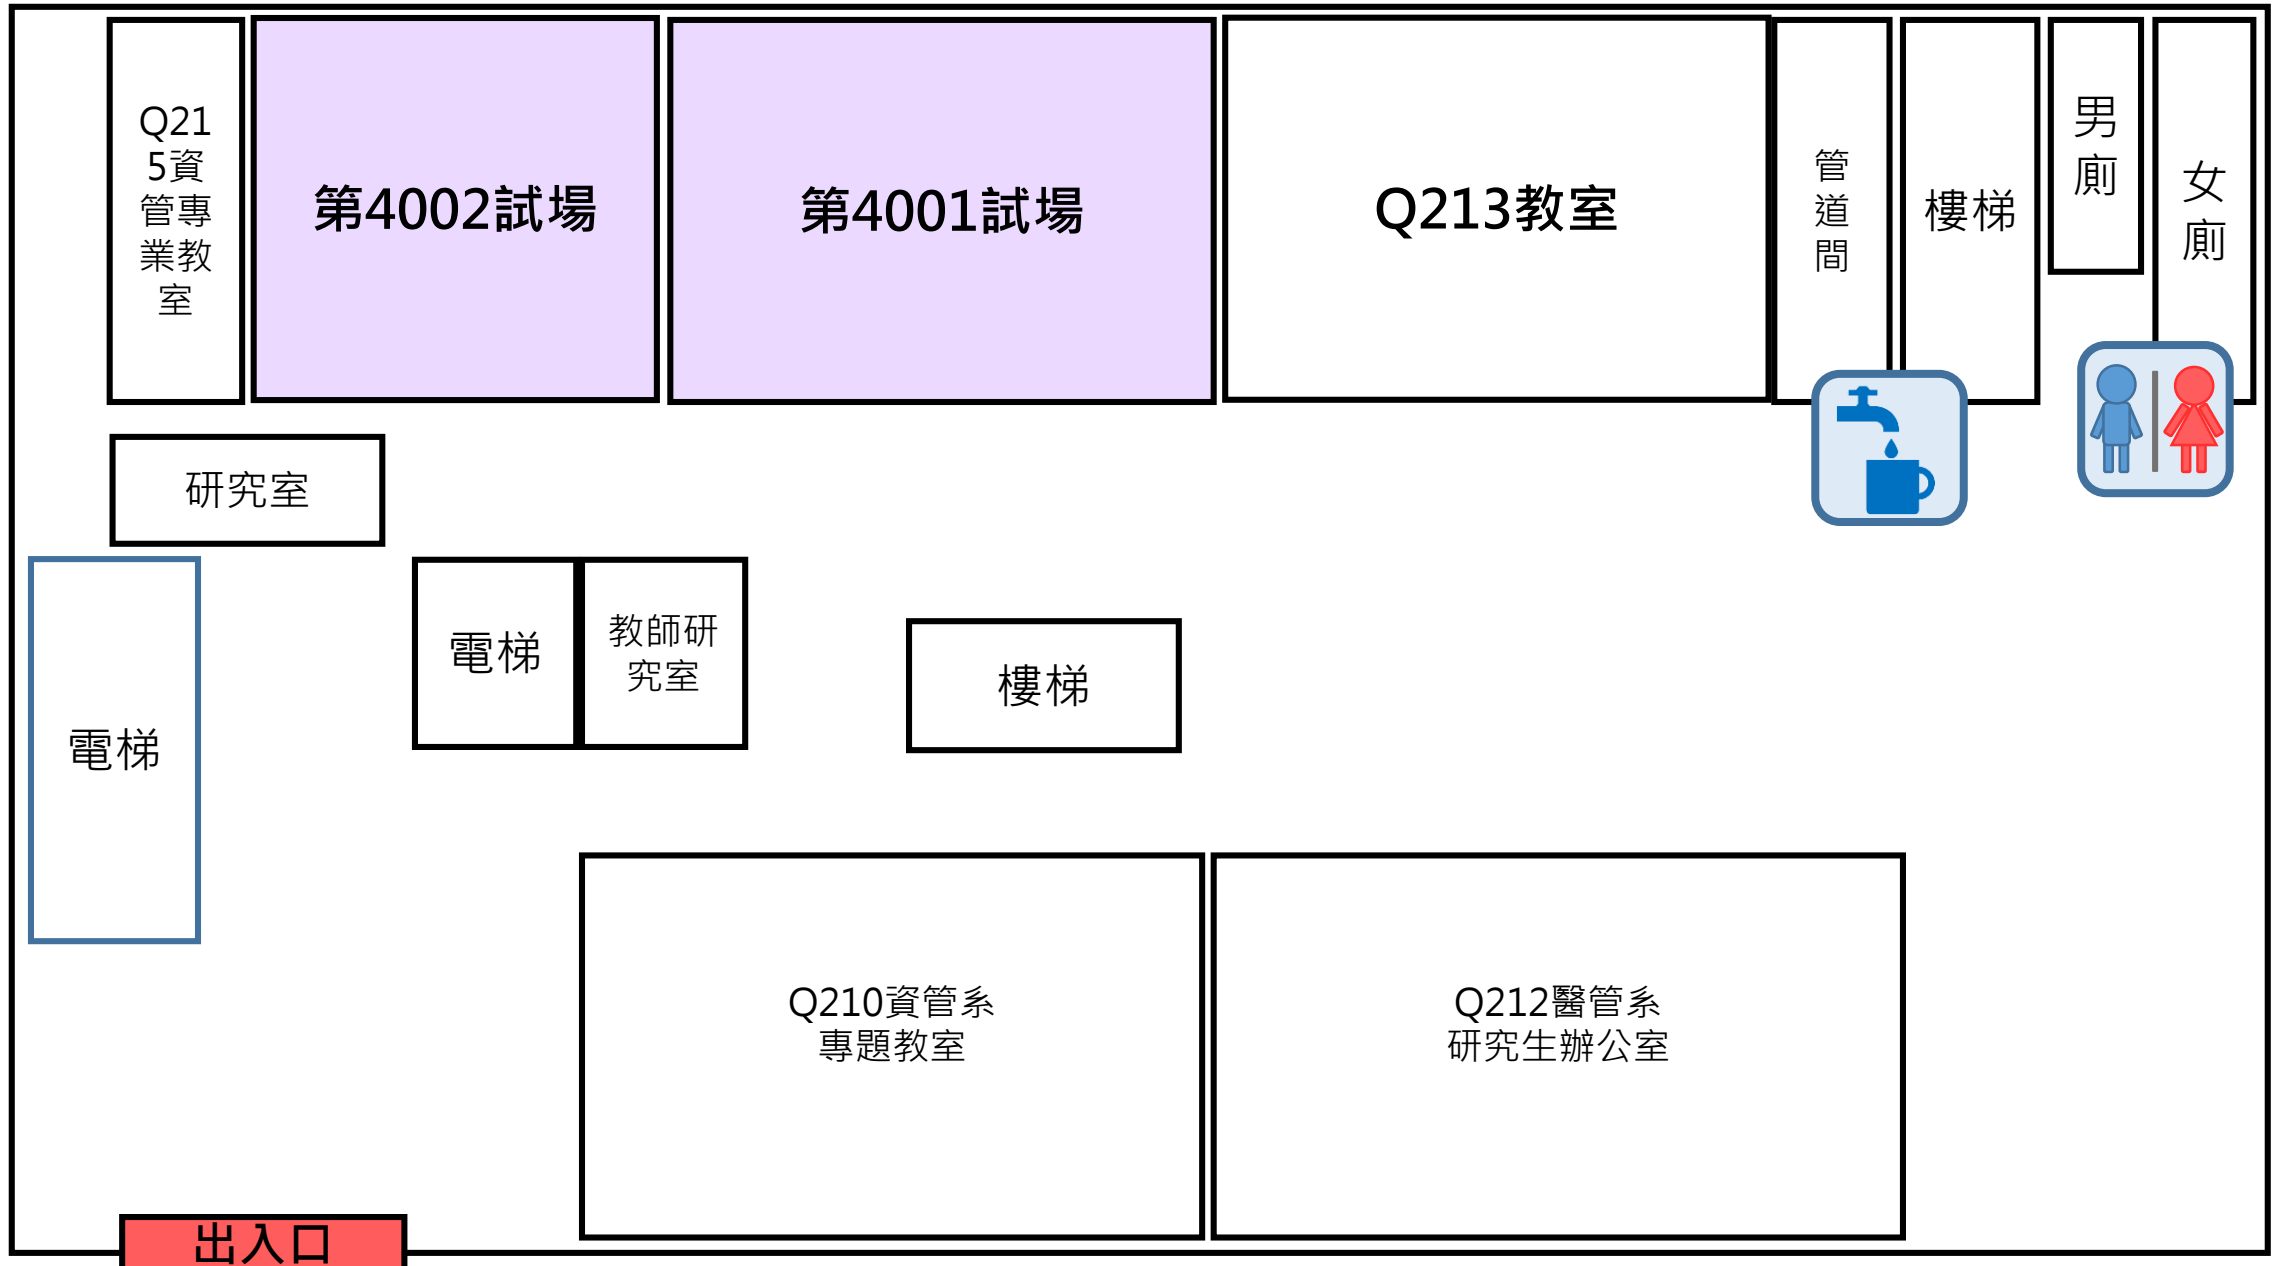 Q21
5資
管專
業教
室
第4002試場
第4001試場
Q213教室
管
道
間
樓梯
男
廁
女
廁
研究室
電梯
電梯
教師研
究室
樓梯
Q210資管系
專題教室
Q212醫管系
研究生辦公室
出入口